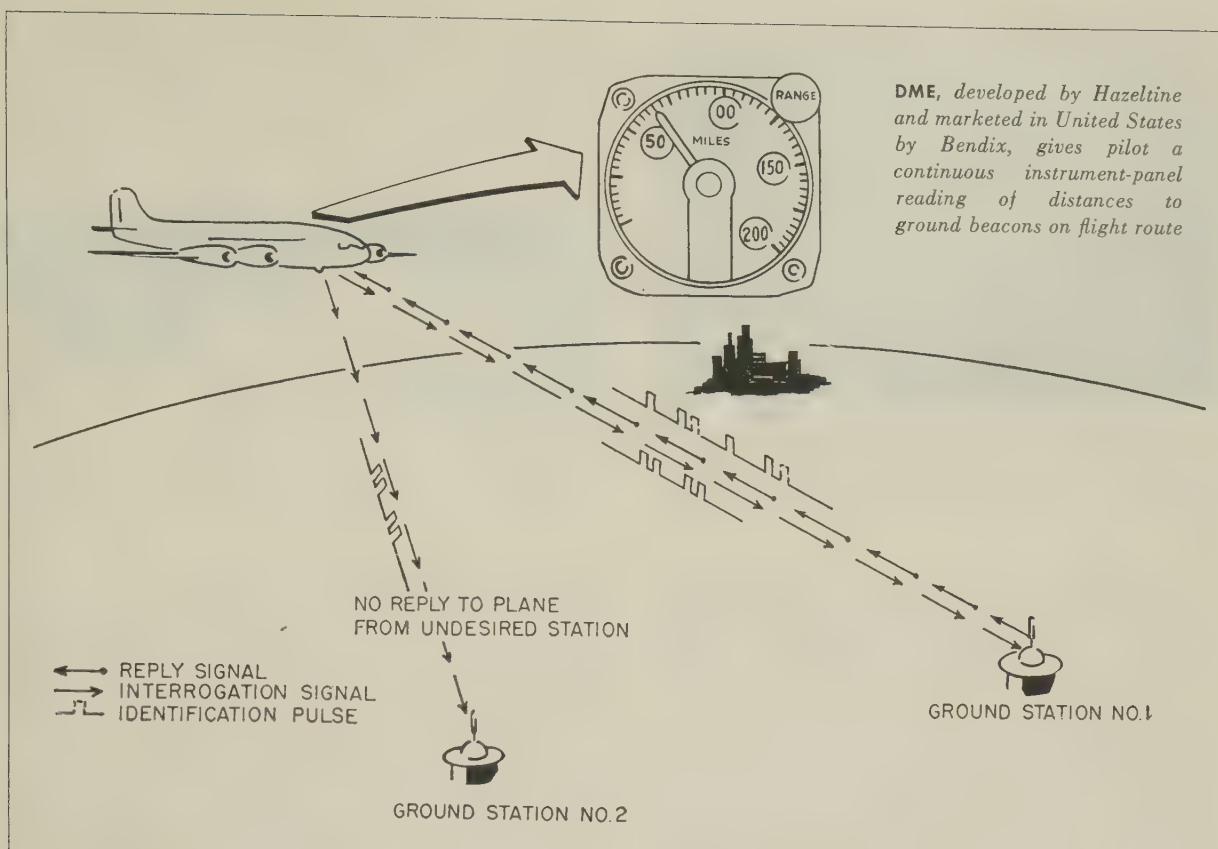 DME, developed by Hazeltine
and marketed in United States
by Bendix, gives pilot a
continuous instrument-panel
reading of distances to
ground beacons on flight route
RANGE
00
MILES
50
150
200
NO REPLY TO PLANE
FROM UNDESIRED STATION
REPLY SIGNAL
INTERROGATION SIGNAL
IDENTIFICATION PULSE
GROUND STATION NO.1
GROUND STATION NO.2